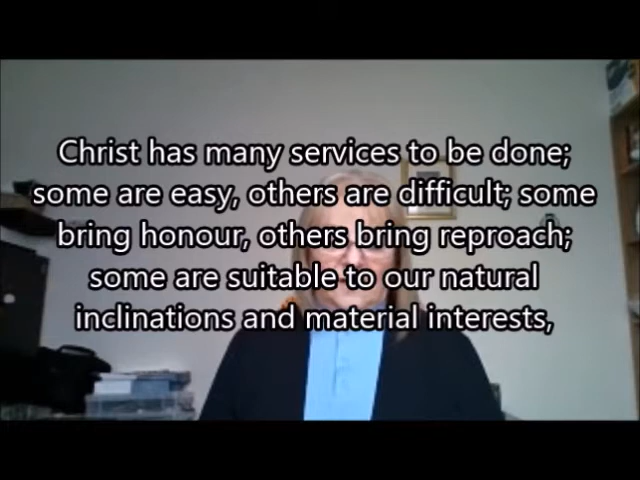 Christ has many services to be done;
some are easy, others are difficult; some
bring honour, others bring reproach;
some are suitable to our natural
inclinations and material interests,